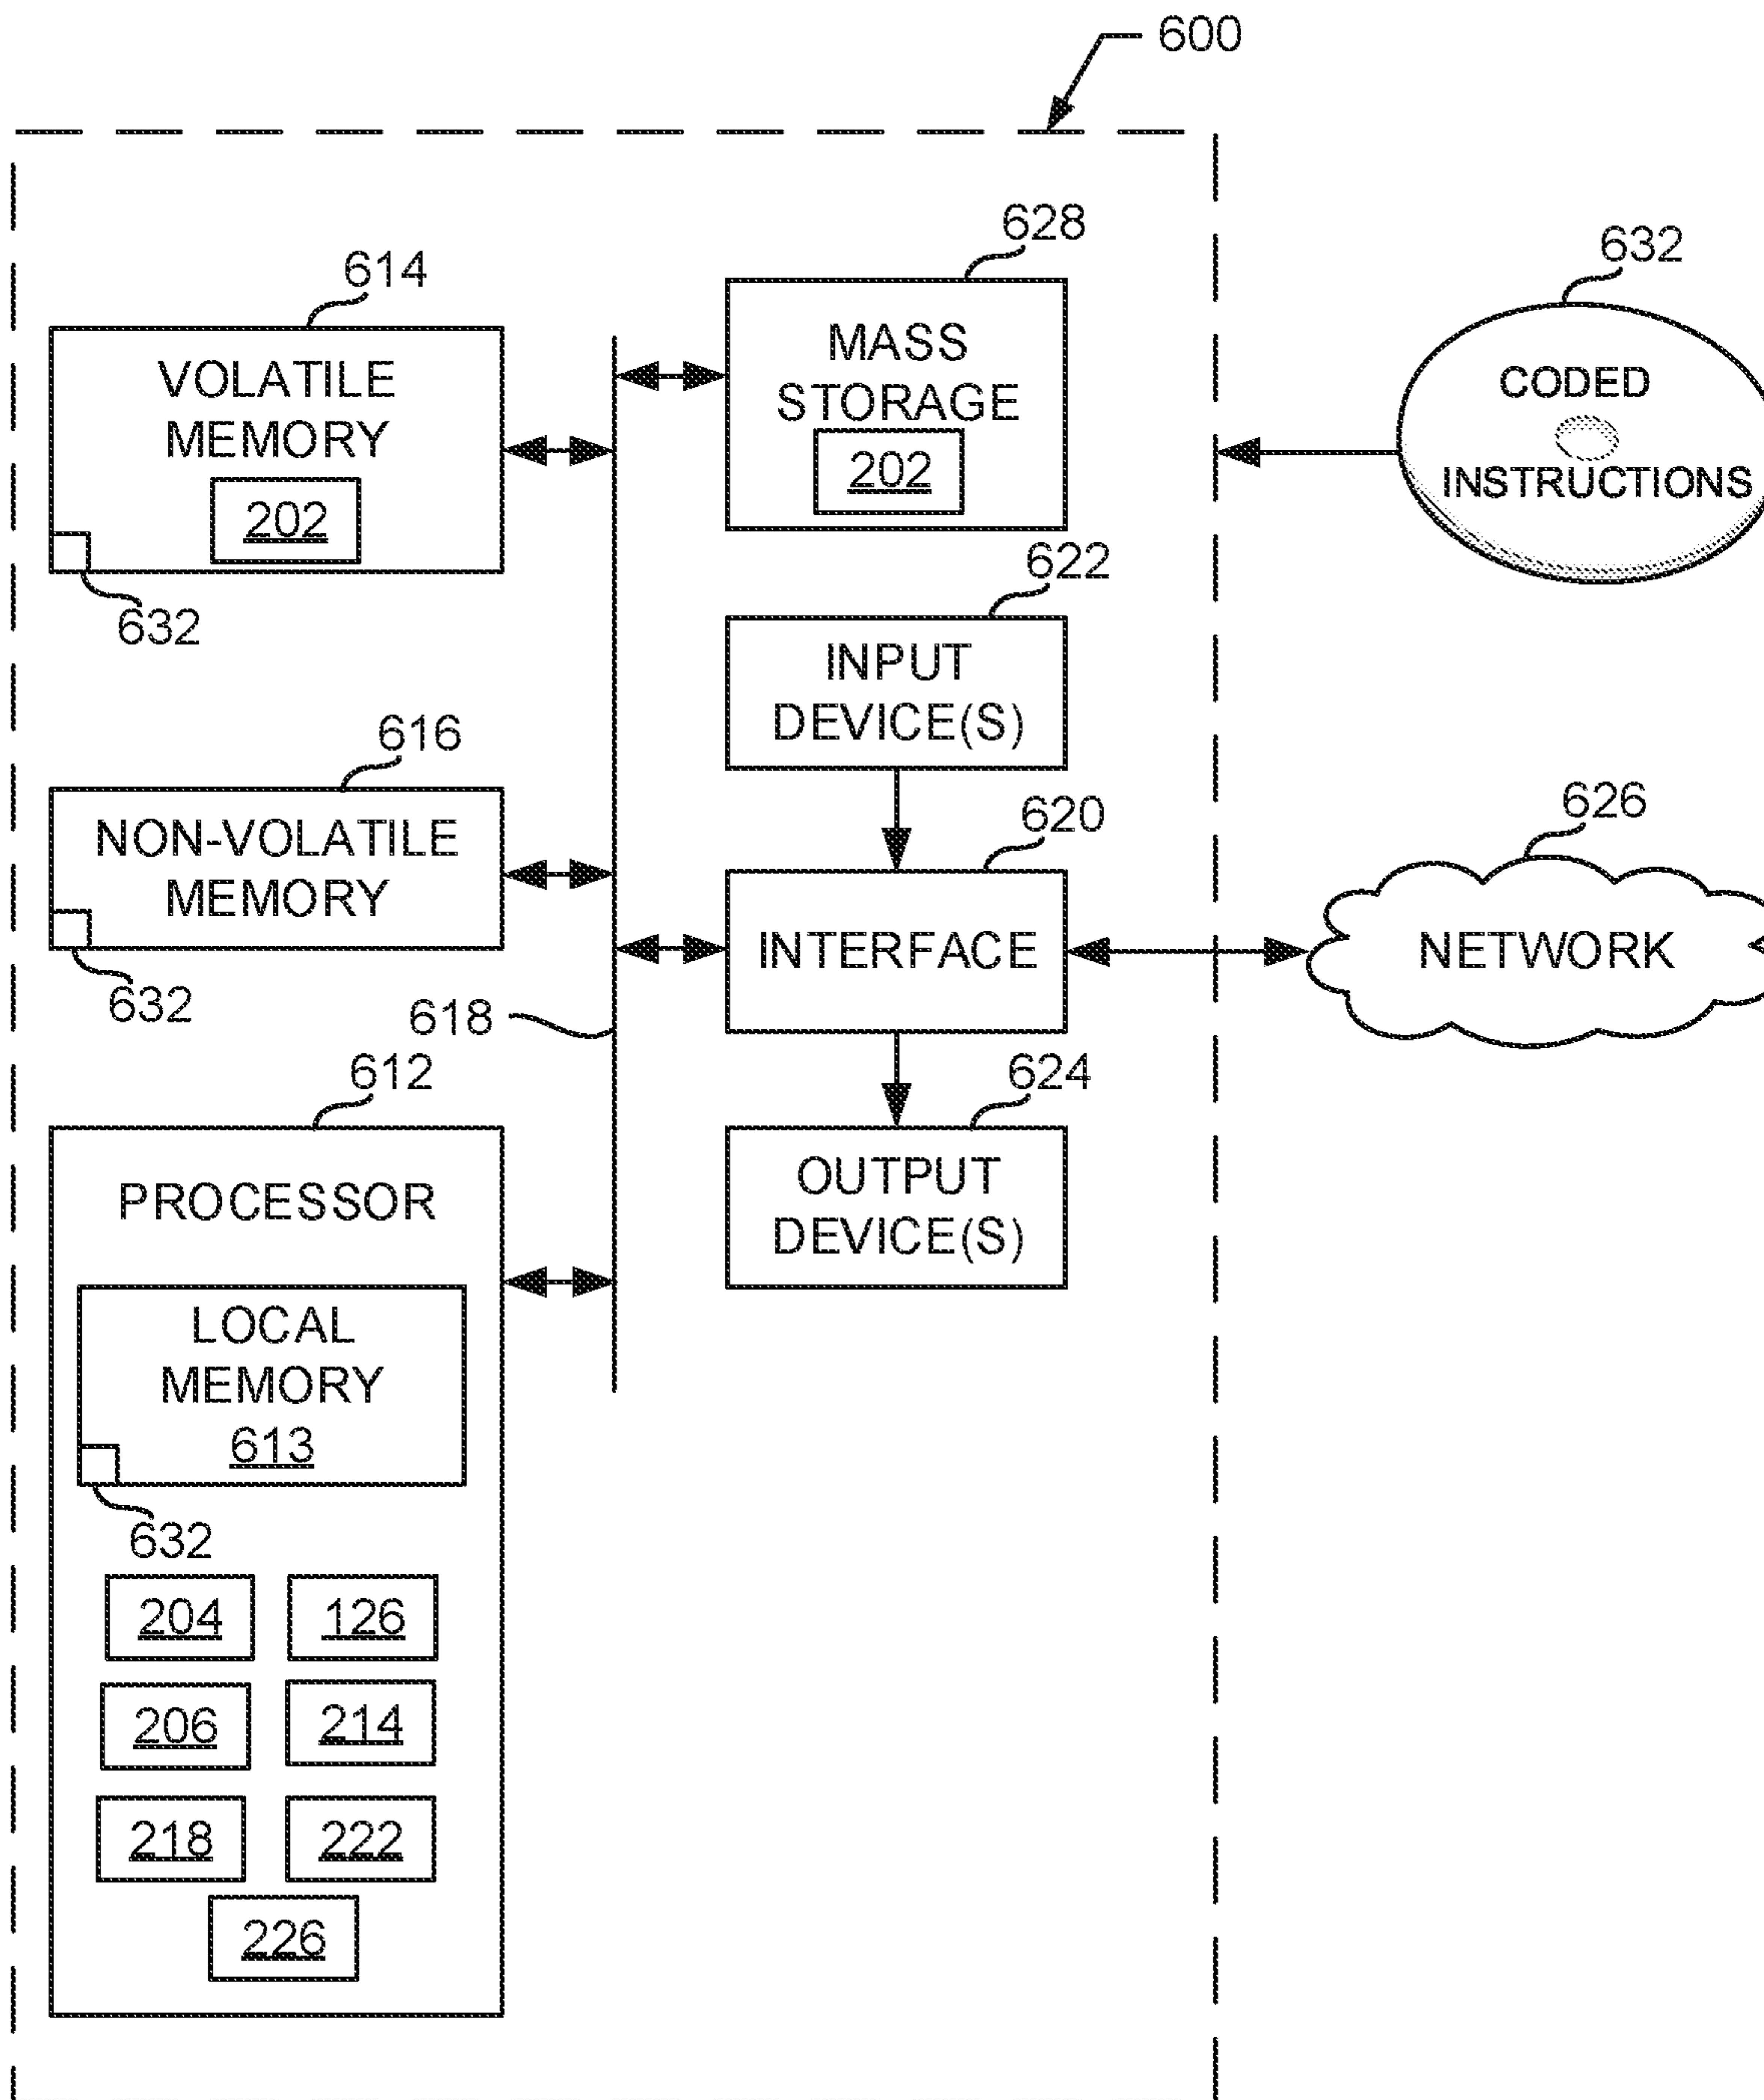 600
614
VOLATILE
MEMORY
202
632
628
MASS
STORAGE
202
632
CODED
INSTRUCTIONS
622
INPUT
DEVICE(S)
616
NON-VOLATILE
MEMORY
632
620
INTERFACE
626
NETWORK
618
612
PROCESSOR
LOCAL
MEMORY
613
632
624
OUTPUT
DEVICE(S)
204
126
206
214
218
222
226